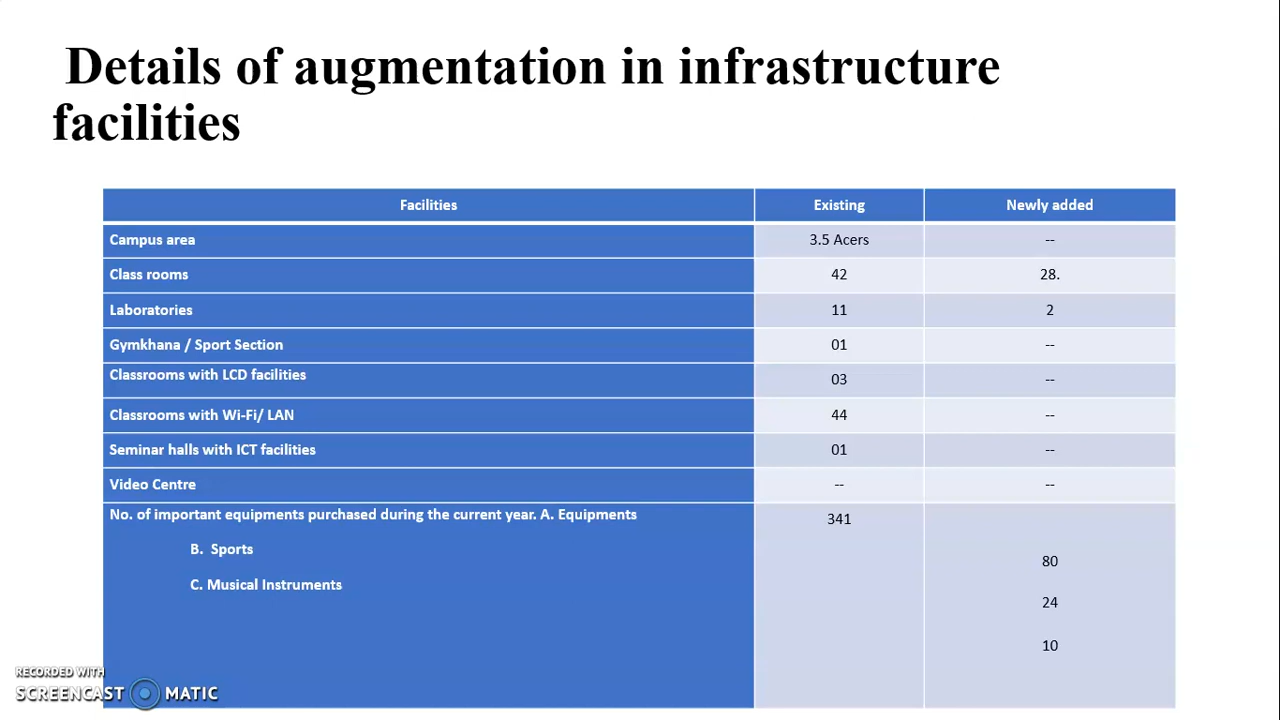 Details of augmentation in infrastructure
facilities
Facilities Existing Newly added
Campus area 3.5 Acers --
Class rooms 42 28.
Laboratories 11 2
Gymkhana / Sport Section 01 --
Classrooms with LCD facilities 03 --
Classrooms with Wi-Fi/ LAN 44 --
Seminar halls with ICT facilities 01 --
Video Centre -- --
No. of important equipments purchased during the current year. A. Equipments 341
B. Sports
80
C. Musical Instruments
24
10
RECORDED WITH
SCREENCAST MATIC